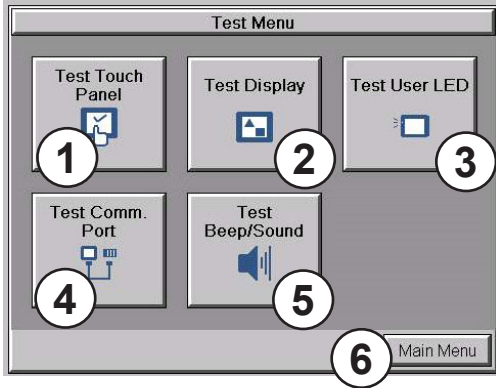 Test Menu
Test Touch
Panel
Test Display
Test User LED
1
2
3
Test Comm.
Port
Test
Beep/Sound
4
5
6
Main Menu